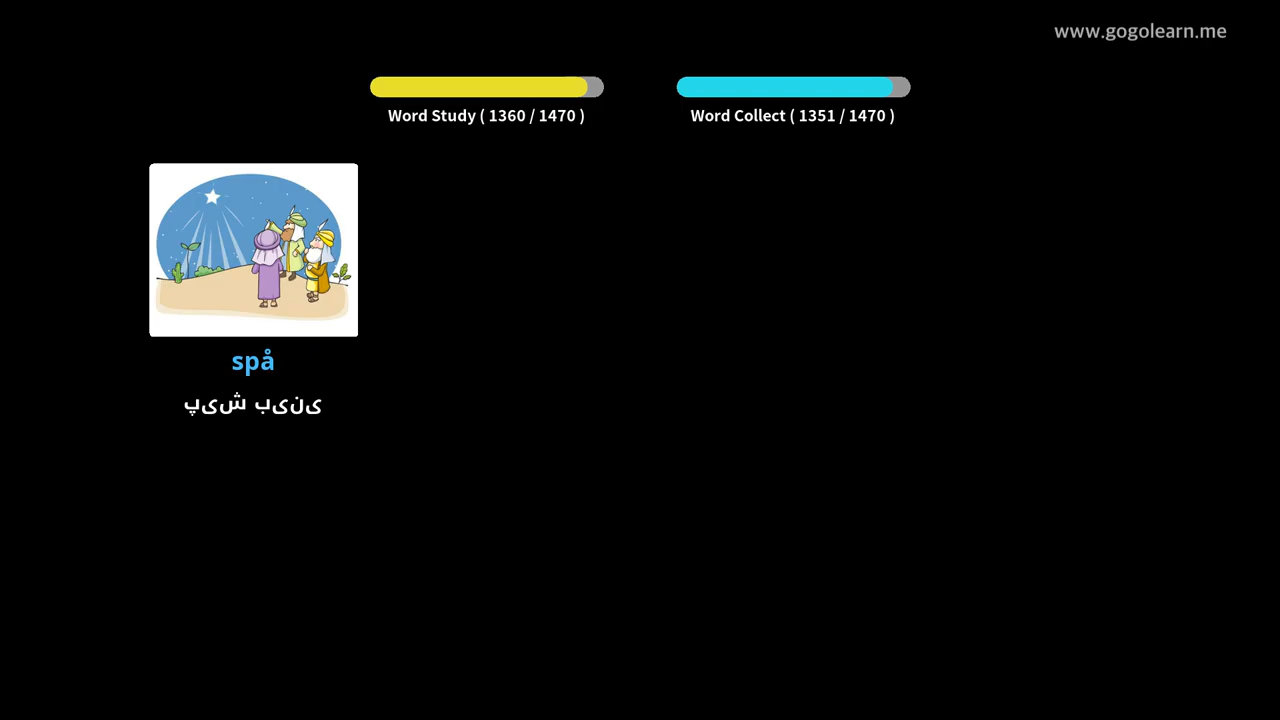 www.gogolearn.me
Word Study ( 1360 / 1470 )
Word Collect ( 1351 / 1470 )
spå
پیش بینی